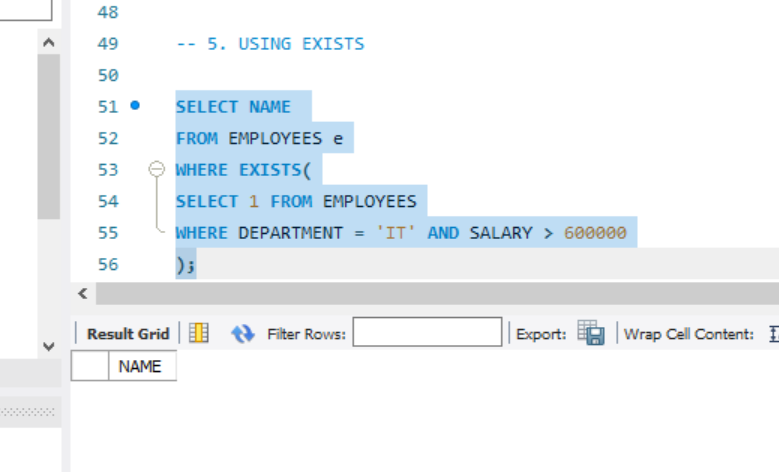 48
49 -- 5. USING EXISTS
50
51 SELECT NAME
52 FROM EMPLOYEES e
53 WHERE EXISTS(
54 SELECT 1 FROM EMPLOYEES
55 WHERE DEPARTMENT = 'IT' AND SALARY > 600000
56 );
Result Grid Filter Rows: Export: Wrap Cell Content:
NAME